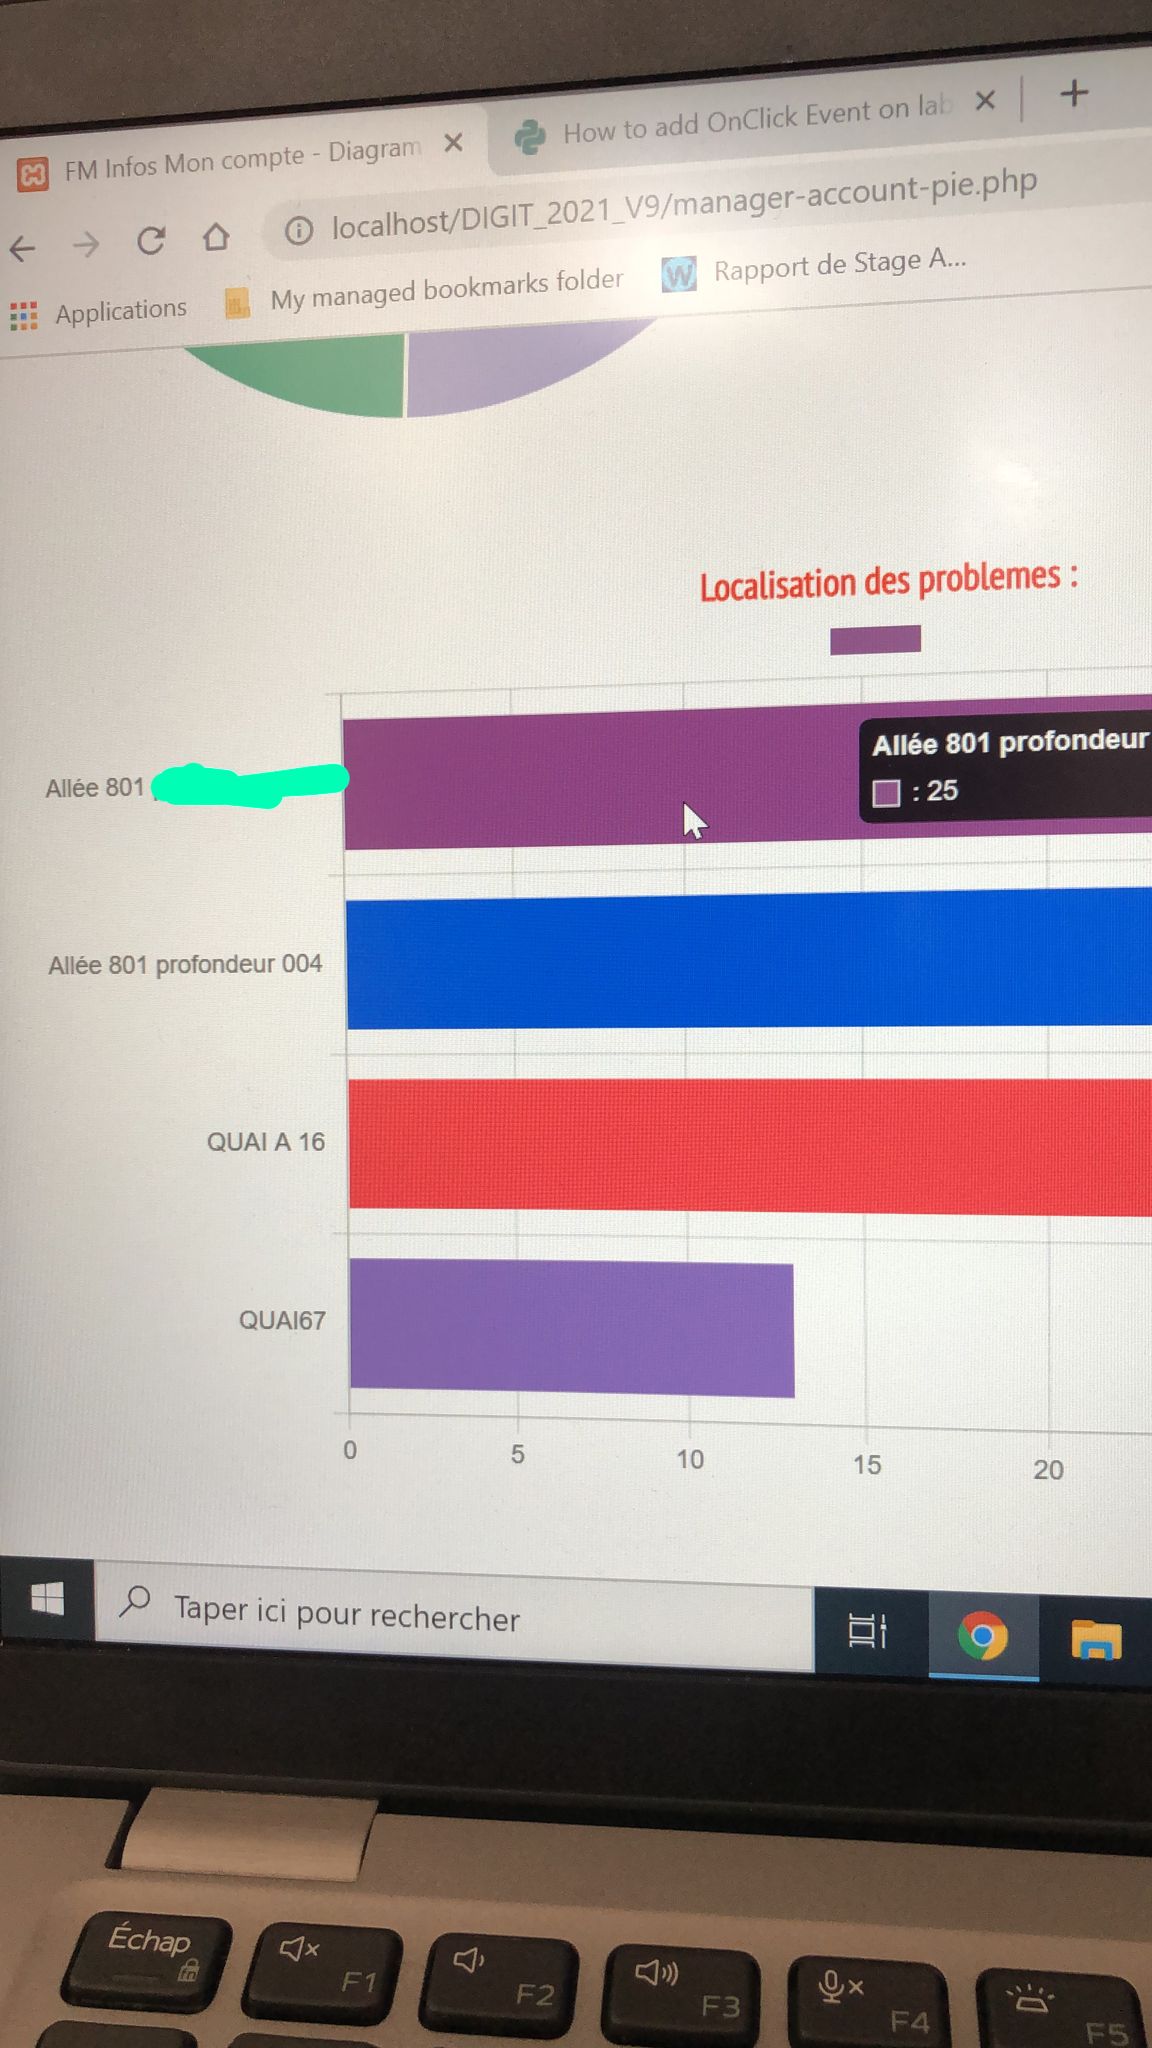 FM Infos Mon compte - Diagram
How to add OnClick Event on lab
localhost/DIGIT_2021_V9/manager-account-pie.php
Applications
My managed bookmarks folder
Rapport de Stage A...
Localisation des problemes :
Allée 801
Allée 801 profondeur
: 25
Allée 801 profondeur 004
QUAI A 16
QUAI67
0 5 10 15 20
Taper ici pour rechercher
Échap
F1
F2
F3
F4
F5